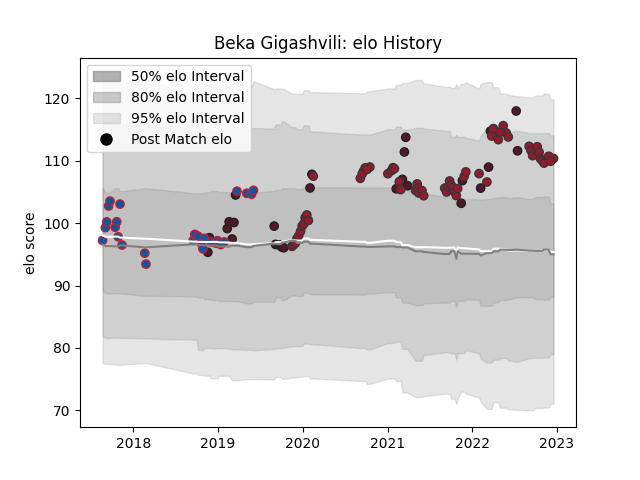 Beka Gigashvili: elo History
50% elo Interval
80% elo Interval
95% elo Interval
Post Match elo
elo score
120
110
100
90
80
70
2018
2019
2020
2021
2022
2023